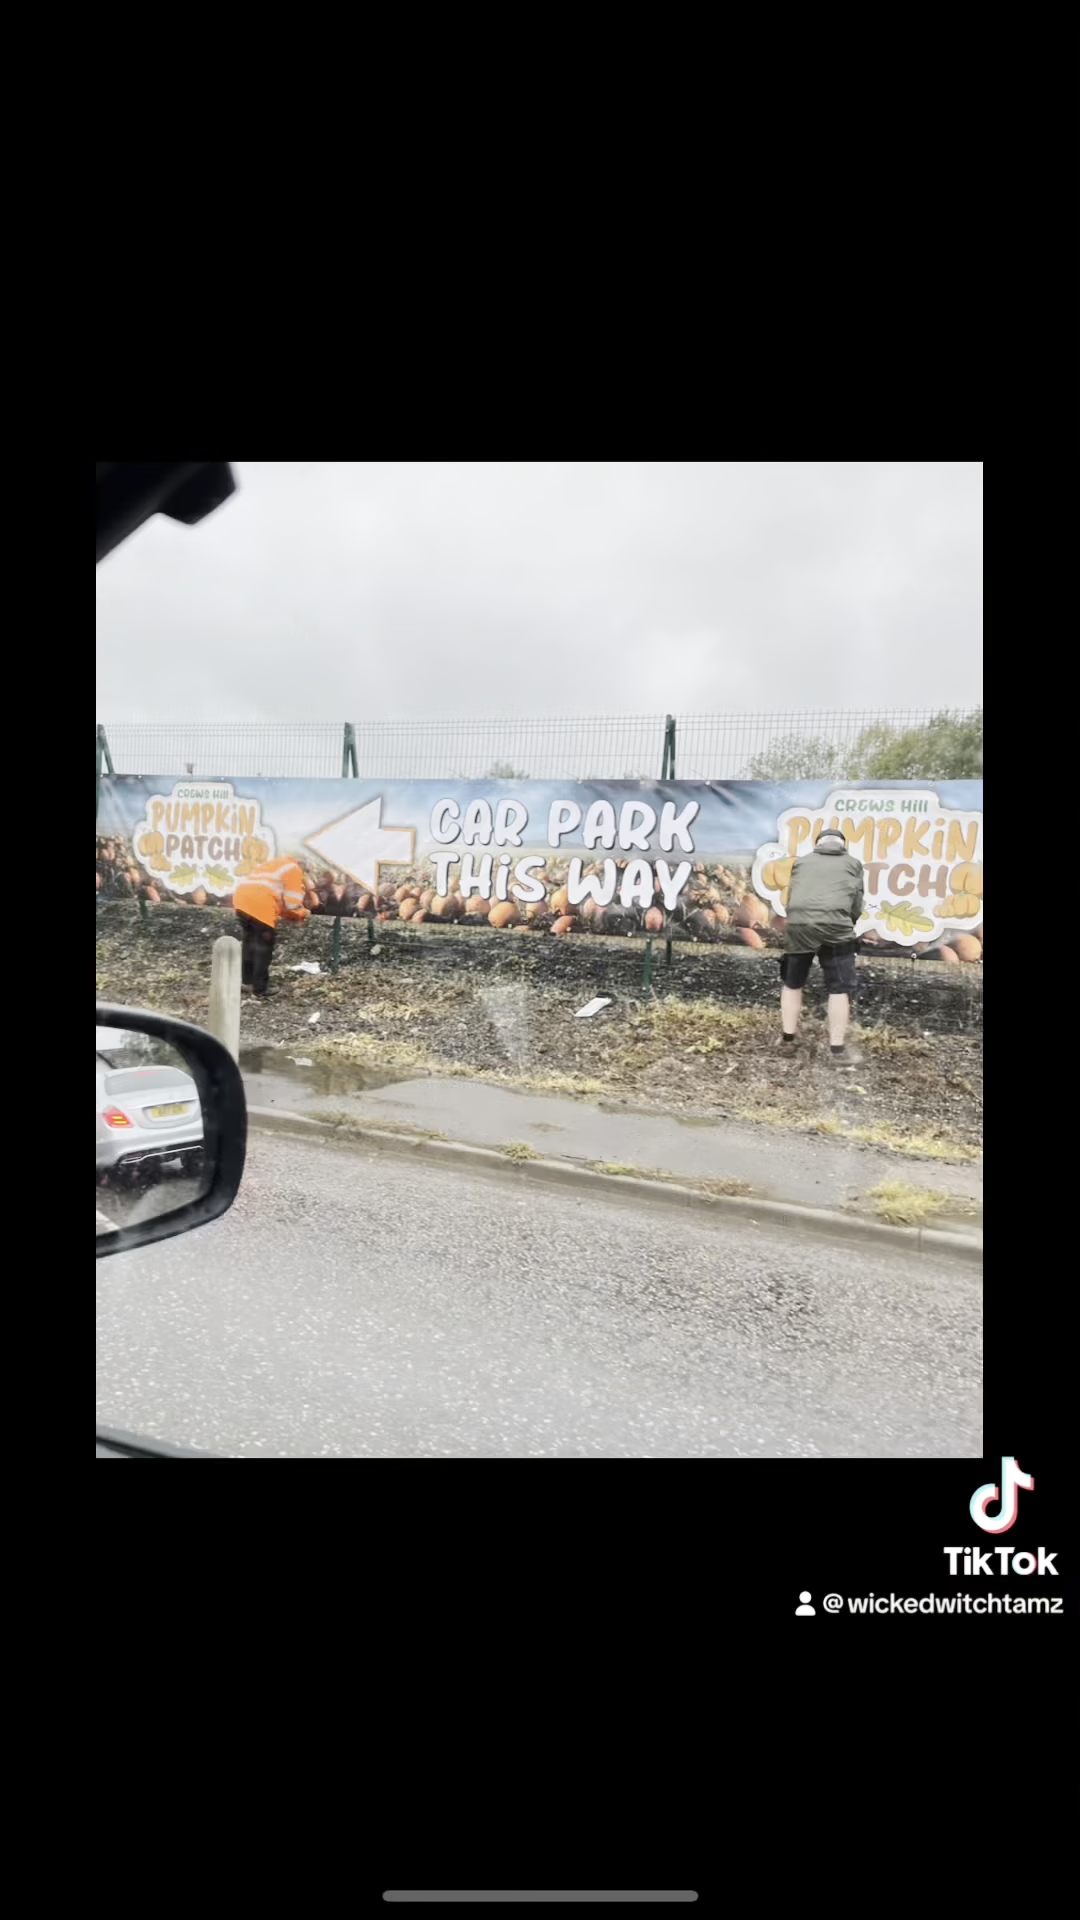 CREWS Hill
PUMPKiN
PATCH
CAR PARK
THiS WAY
CREWS Hill
PUMPKiN
TCH
TikTok
@wickedwitchtamz